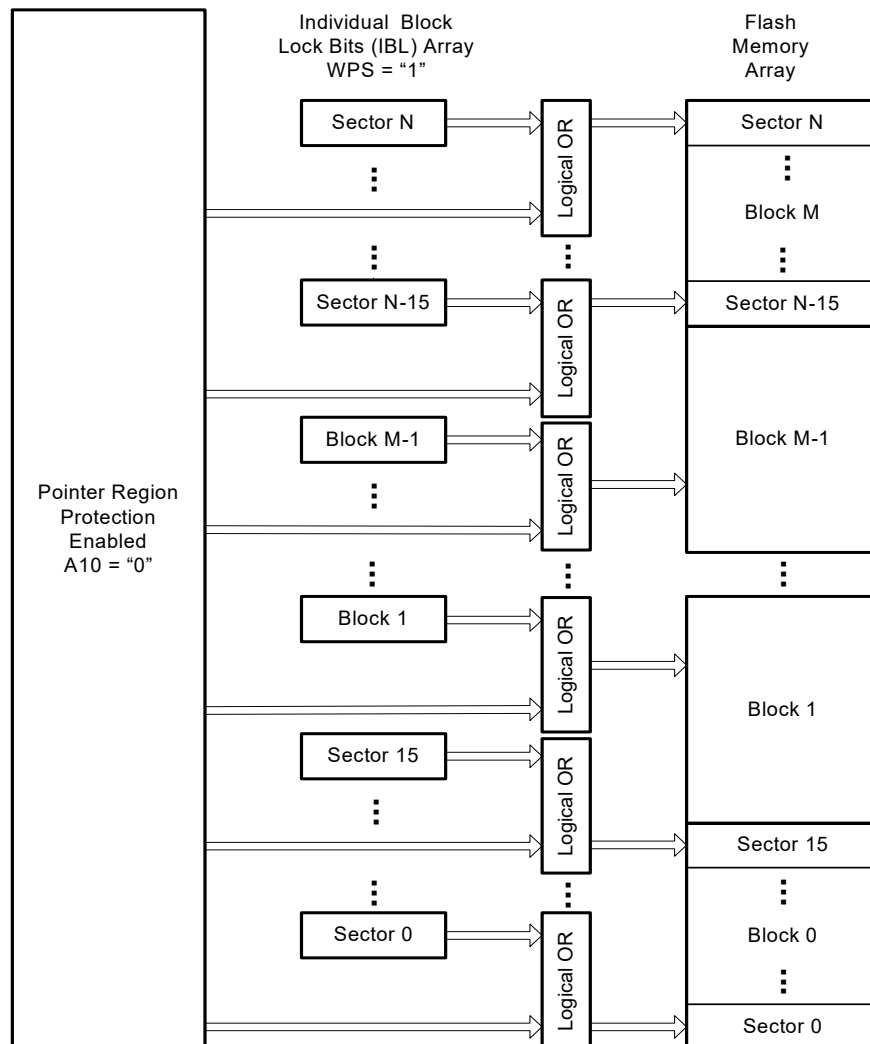 Individual Block
Lock Bits (IBL) Array
WPS = “1”
Flash
Memory
Array
Sector N
Logical OR
Sector N
Block M
Sector N-15
Logical OR
Sector N-15
Block M-1
Logical OR
Block M-1
Pointer Region
Protection
Enabled
A10 = “0”
Block 1
Logical OR
Block 1
Sector 15
Logical OR
Sector 15
Sector 0
Logical OR
Block 0
Sector 0